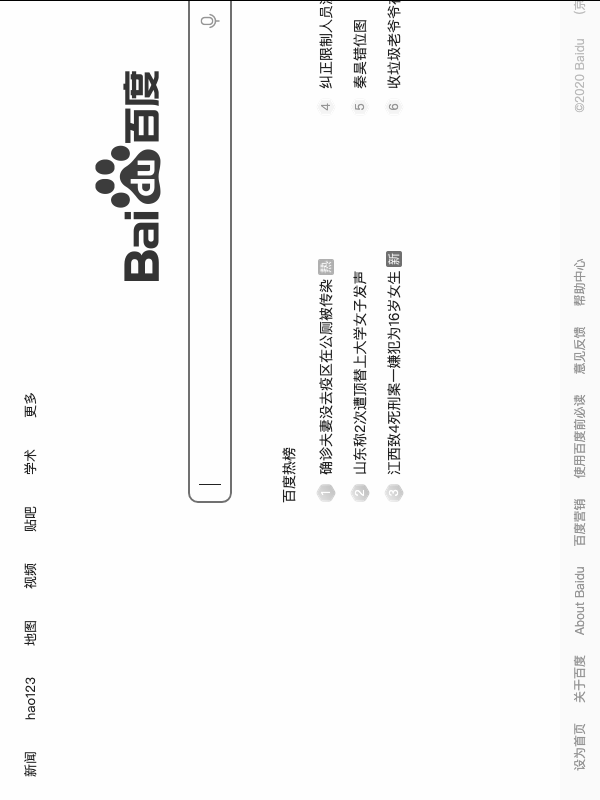 新闻 hao123 地图 视频 贴吧 学术 更多
Bai du 百度
百度热榜
1 确诊夫妻没去疫区在公厕被传染 热
4 纠正限制人员
2 山东称2次遭顶替上大学女子发声
5 秦昊错位图
3 江西致4死刑案一嫌犯为16岁女生 新
6 收垃圾老爷爷
设为首页 关于百度 About Baidu 百度营销 使用百度前必读 意见反馈 帮助中心 ©2020 Baidu (京